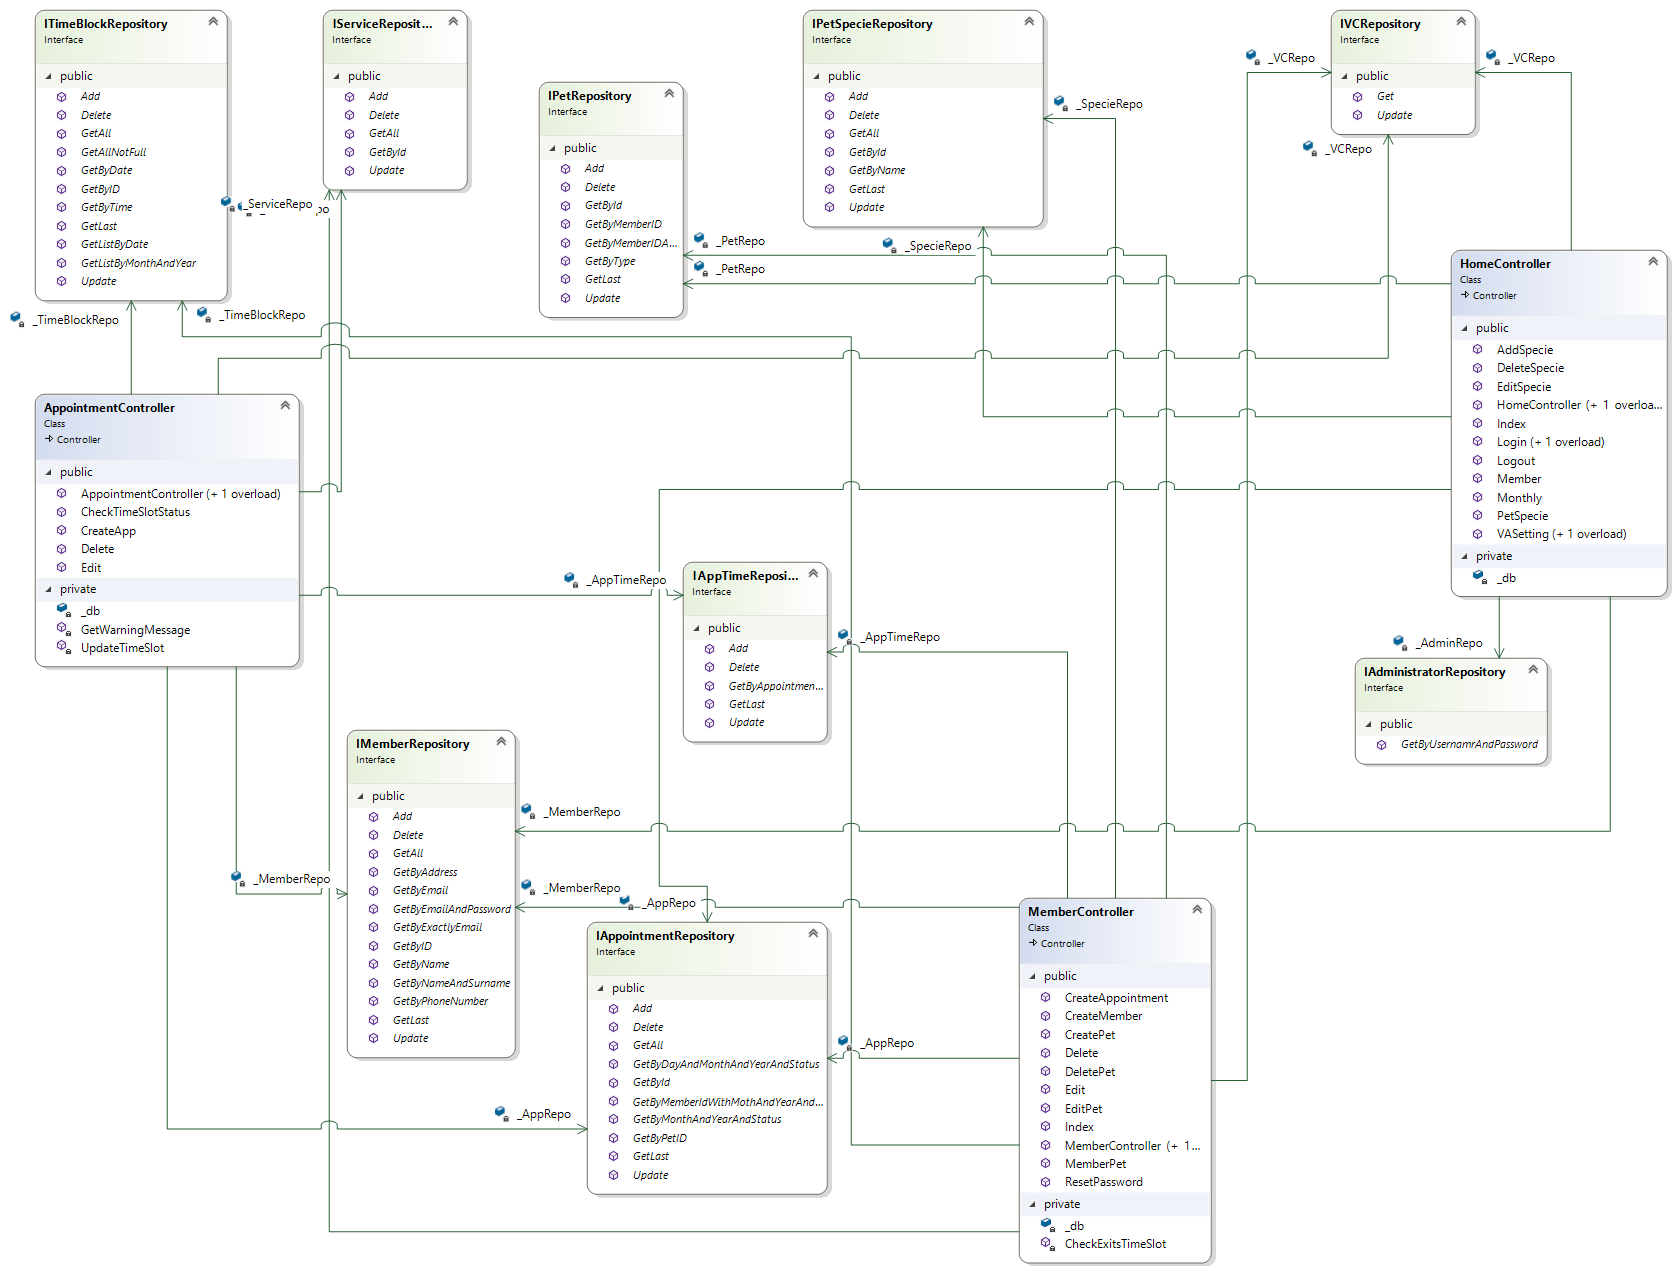 ITimeBlockRepository
Interface
public
Add
Delete
GetAll
GetAllNotFull
GetByDate
GetByID
GetByTime
GetLast
GetListByDate
GetListByMonthAndYear
Update
IServiceReposit...
Interface
public
Add
Delete
GetAll
GetById
Update
IPetRepository
Interface
public
Add
Delete
GetById
GetByMemberID
GetByMemberIDA...
GetByType
GetLast
Update
IPetSpecieRepository
Interface
public
Add
Delete
GetAll
GetById
GetByName
GetLast
Update
IVCRepository
Interface
public
Get
Update
_VCRepo
_VCRepo
_VCRepo
_SpecieRepo
_SpecieRepo
_ServiceRepo
po
_PetRepo
_PetRepo
_TimeBlockRepo
_TimeBlockRepo
HomeController
Class
Controller
public
AddSpecie
DeleteSpecie
EditSpecie
HomeController (+ 1 overloa...
Index
Login (+ 1 overload)
Logout
Member
Monthly
PetSpecie
VASetting (+ 1 overload)
private
_db
AppointmentController
Class
Controller
public
AppointmentController (+ 1 overload)
CheckTimeSlotStatus
CreateApp
Delete
Edit
private
_db
GetWarningMessage
UpdateTimeSlot
_AppTimeRepo
IAppTimeReposi...
Interface
public
Add
Delete
GetByAppointmen...
GetLast
Update
_AppTimeRepo
_AdminRepo
IAdministratorRepository
Interface
public
GetByUsernamrAndPassword
IMemberRepository
Interface
public
Add
Delete
GetAll
GetByAddress
GetByEmail
GetByEmailAndPassword
GetByExactlyEmail
GetByID
GetByName
GetByNameAndSurname
GetByPhoneNumber
GetLast
Update
_MemberRepo
_MemberRepo
_MemberRepo
_AppRepo
IAppointmentRepository
Interface
public
Add
Delete
GetAll
GetByDayAndMonthAndYearAndStatus
GetById
GetByMemberIdWithMothAndYearAnd...
GetByMonthAndYearAndStatus
GetByPetID
GetLast
Update
_AppRepo
_AppRepo
MemberController
Class
Controller
public
CreateAppointment
CreateMember
CreatePet
Delete
DeletePet
Edit
EditPet
Index
MemberController (+ 1...
MemberPet
ResetPassword
private
_db
CheckExitsTimeSlot